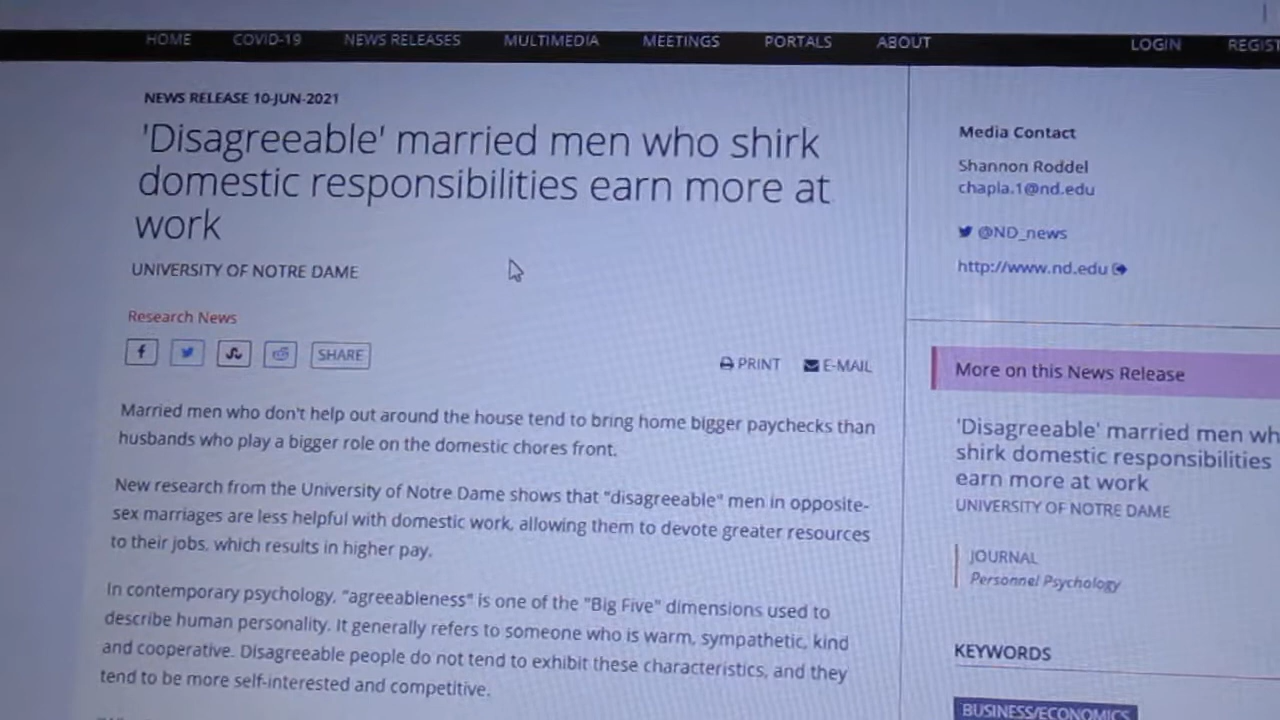 HOME COVID-19 NEWS RELEASES MULTIMEDIA MEETINGS PORTALS ABOUT LOGIN REGIST
NEWS RELEASE 10-JUN-2021
'Disagreeable' married men who shirk
domestic responsibilities earn more at
work
UNIVERSITY OF NOTRE DAME
Research News
SHARE
PRINT E-MAIL
Married men who don't help out around the house tend to bring home bigger paychecks than
husbands who play a bigger role on the domestic chores front.
New research from the University of Notre Dame shows that "disagreeable" men in opposite-
sex marriages are less helpful with domestic work, allowing them to devote greater resources
to their jobs, which results in higher pay.
In contemporary psychology, "agreeableness" is one of the "Big Five" dimensions used to
describe human personality. It generally refers to someone who is warm, sympathetic, kind
and cooperative. Disagreeable people do not tend to exhibit these characteristics, and they
tend to be more self-interested and competitive.
Media Contact
Shannon Roddel
chapla.1@nd.edu
@ND_news
http://www.nd.edu
More on this News Release
'Disagreeable' married men wh
shirk domestic responsibilities
earn more at work
UNIVERSITY OF NOTRE DAME
JOURNAL
Personnel Psychology
KEYWORDS
BUSINESS/ECONOMICS